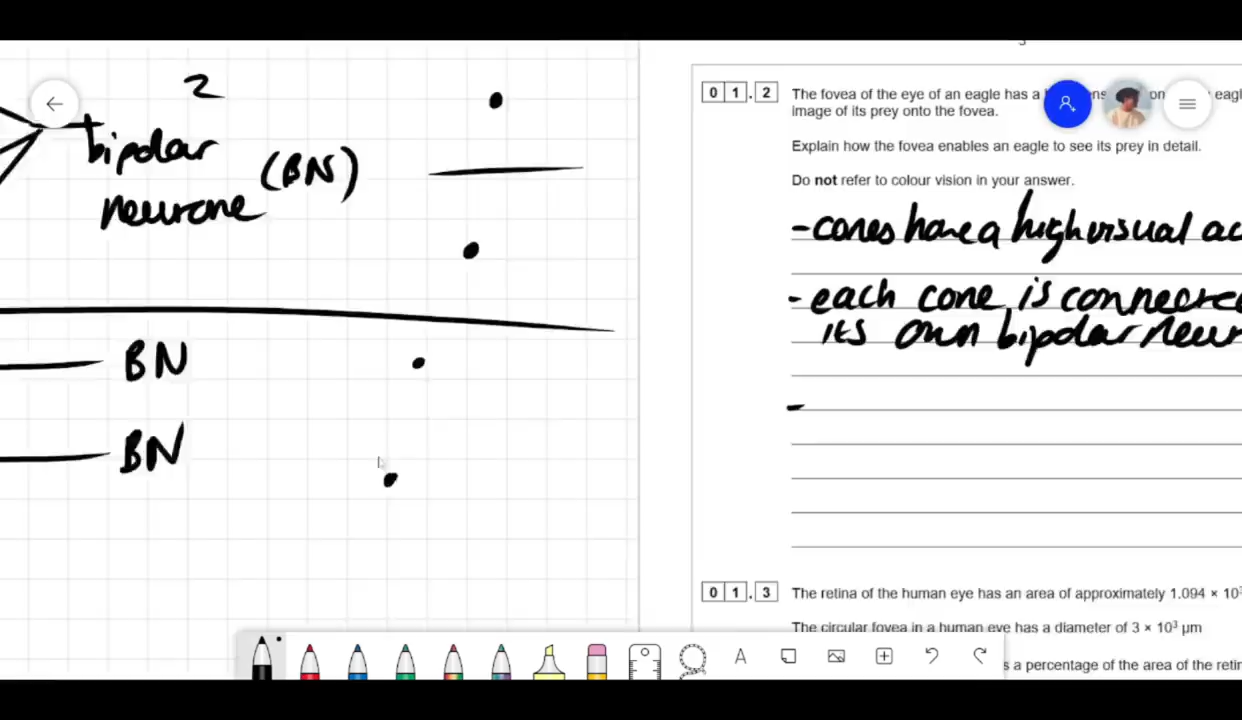 2
bipolar
neurone (BN)
BN
BN
0 1 . 2 The fovea of the eye of an eagle has a
image of its prey onto the fovea.
Explain how the fovea enables an eagle to see its prey in detail.
Do not refer to colour vision in your answer.
- cones have a high visual ac
- each cone is connected
its own bipolar neur
-
0 1 . 3 The retina of the human eye has an area of approximately 1.094 × 10³
The circular fovea in a human eye has a diameter of 3 × 10³ µm
s a percentage of the area of the retin